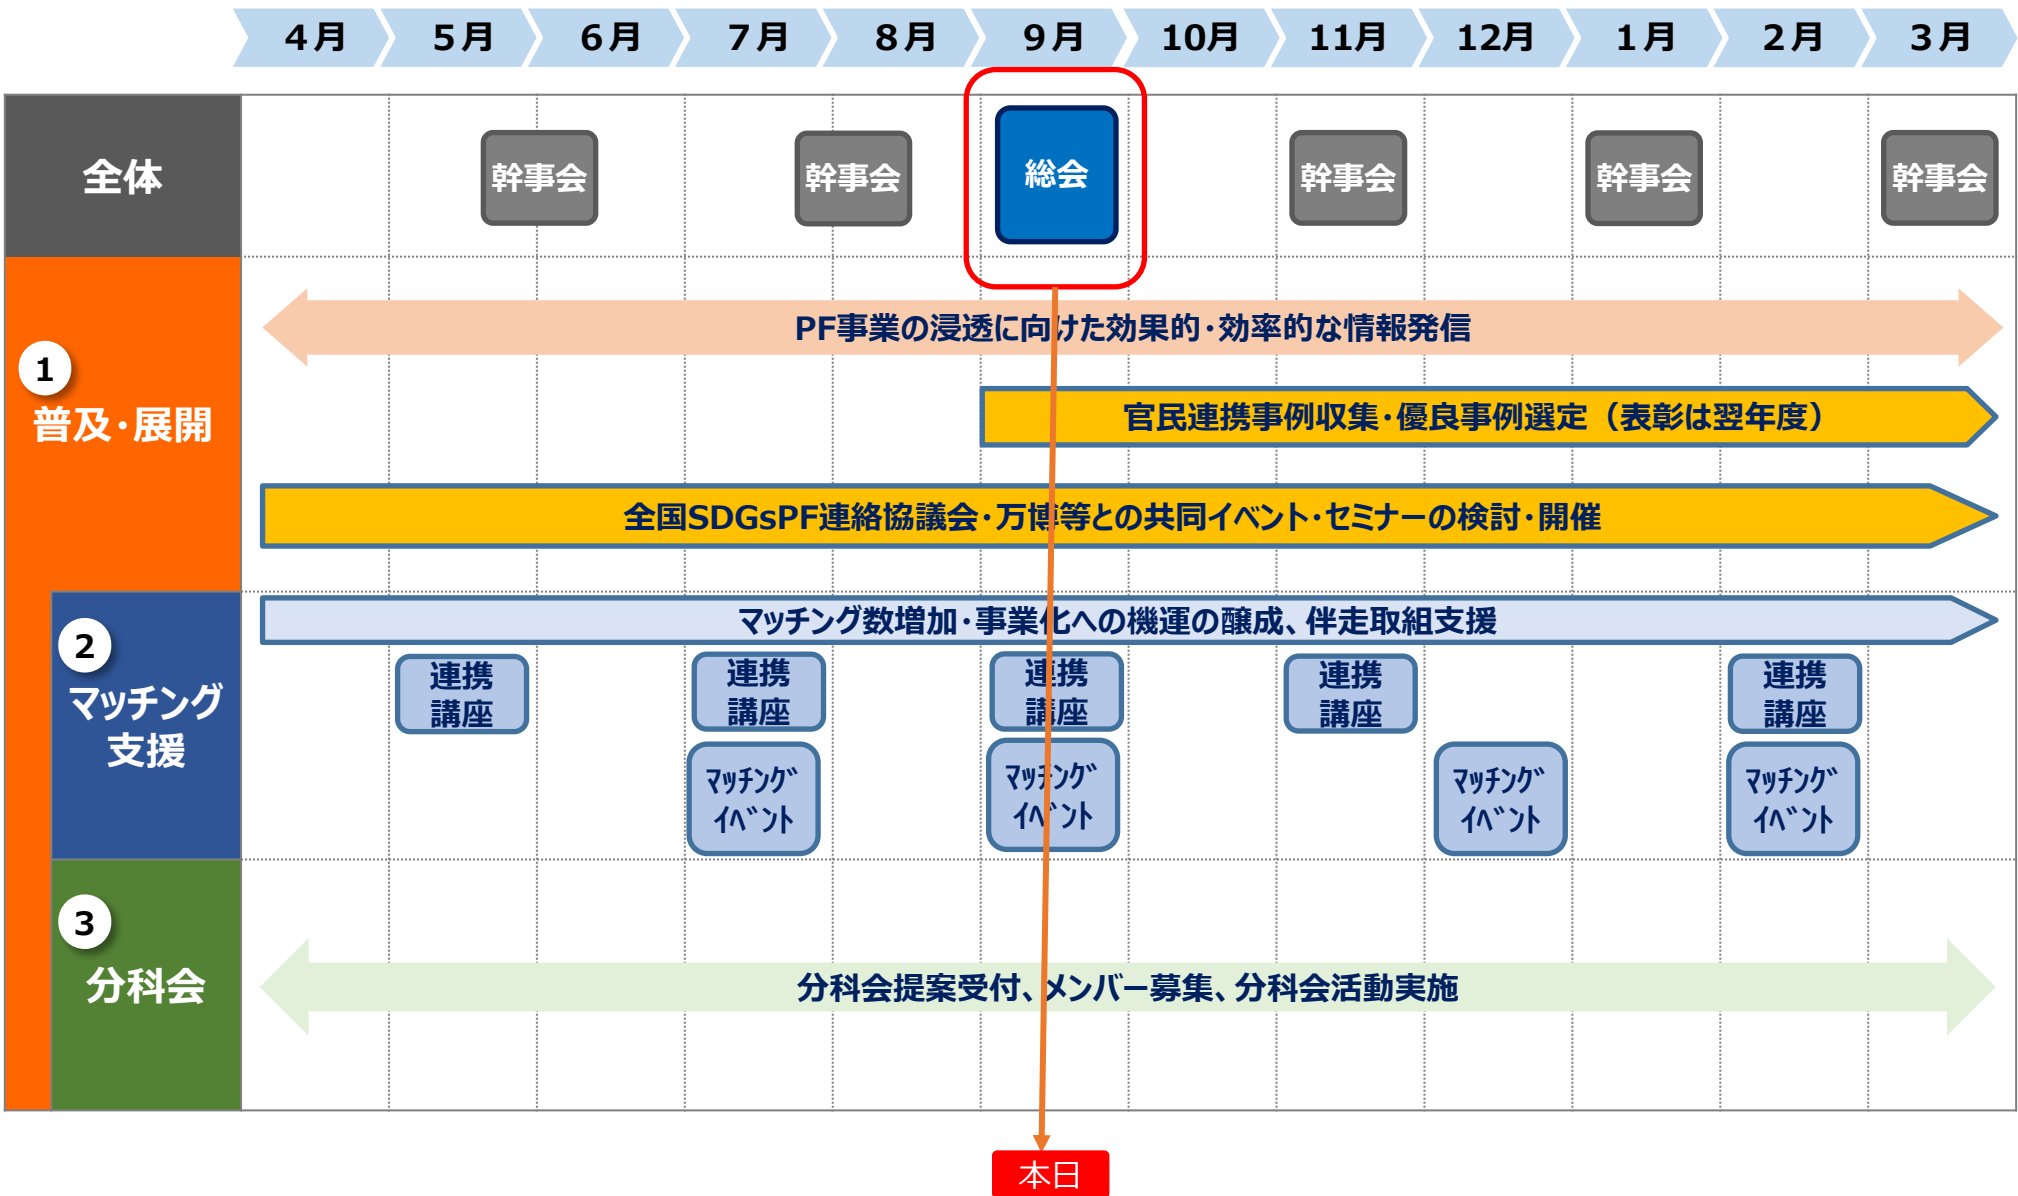 4月 5月 6月 7月 8月 9月 10月 11月 12月 1月 2月 3月
全体
幹事会 幹事会 総会 幹事会 幹事会 幹事会
1
普及･展開
PF事業の浸透に向けた効果的･効率的な情報発信
官民連携事例収集･優良事例選定（表彰は翌年度）
全国SDGsPF連絡協議会･万博等との共同イベント･セミナーの検討･開催
2
マッチング
支援
マッチング数増加･事業化への機運の醸成、伴走取組支援
連携
講座
連携
講座
連携
講座
連携
講座
連携
講座
ﾏｯﾁﾝｸﾞ
ｲﾍﾞﾝﾄ
ﾏｯﾁﾝｸﾞ
ｲﾍﾞﾝﾄ
ﾏｯﾁﾝｸﾞ
ｲﾍﾞﾝﾄ
ﾏｯﾁﾝｸﾞ
ｲﾍﾞﾝﾄ
3
分科会
分科会提案受付、メンバー募集、分科会活動実施
本日